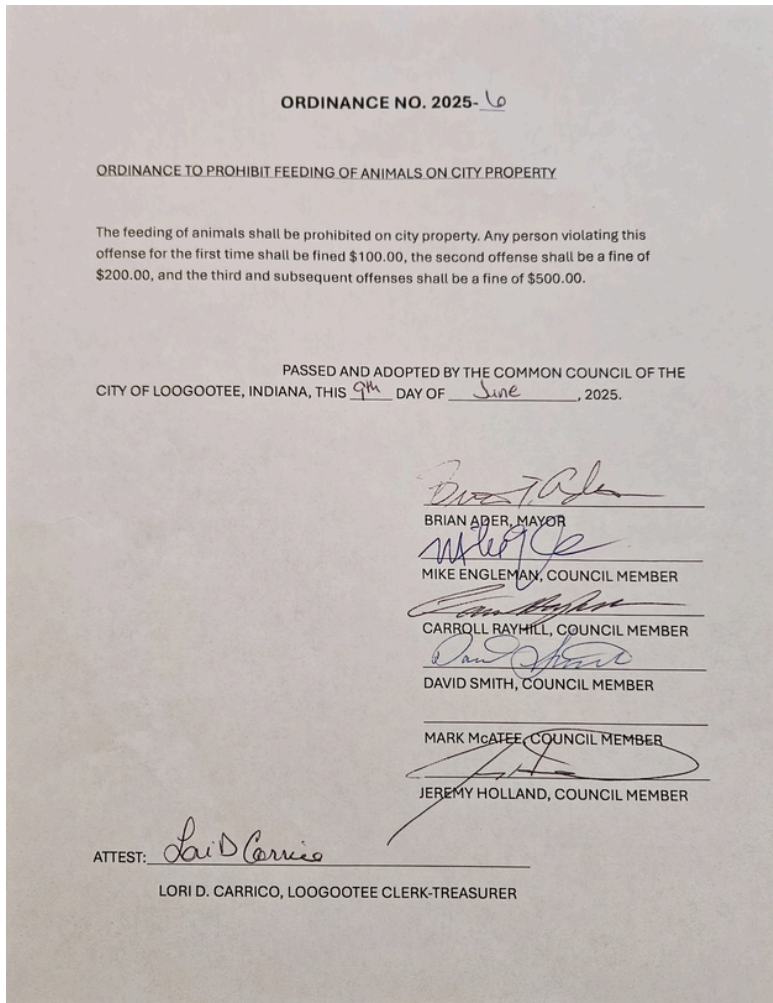 ORDINANCE NO. 2025- 6
ORDINANCE TO PROHIBIT FEEDING OF ANIMALS ON CITY PROPERTY
The feeding of animals shall be prohibited on city property. Any person violating this
offense for the first time shall be fined $100.00, the second offense shall be a fine of
$200.00, and the third and subsequent offenses shall be a fine of $500.00.
PASSED AND ADOPTED BY THE COMMON COUNCIL OF THE
CITY OF LOOGOOTEE, INDIANA, THIS 9th DAY OF June, 2025.
BRIAN ADER, MAYOR
MIKE ENGLEMAN, COUNCIL MEMBER
CARROLL RAYHILL, COUNCIL MEMBER
DAVID SMITH, COUNCIL MEMBER
MARK McATEE, COUNCIL MEMBER
JEREMY HOLLAND, COUNCIL MEMBER
ATTEST: Lori D Carrico
LORI D. CARRICO, LOOGOOTEE CLERK-TREASURER